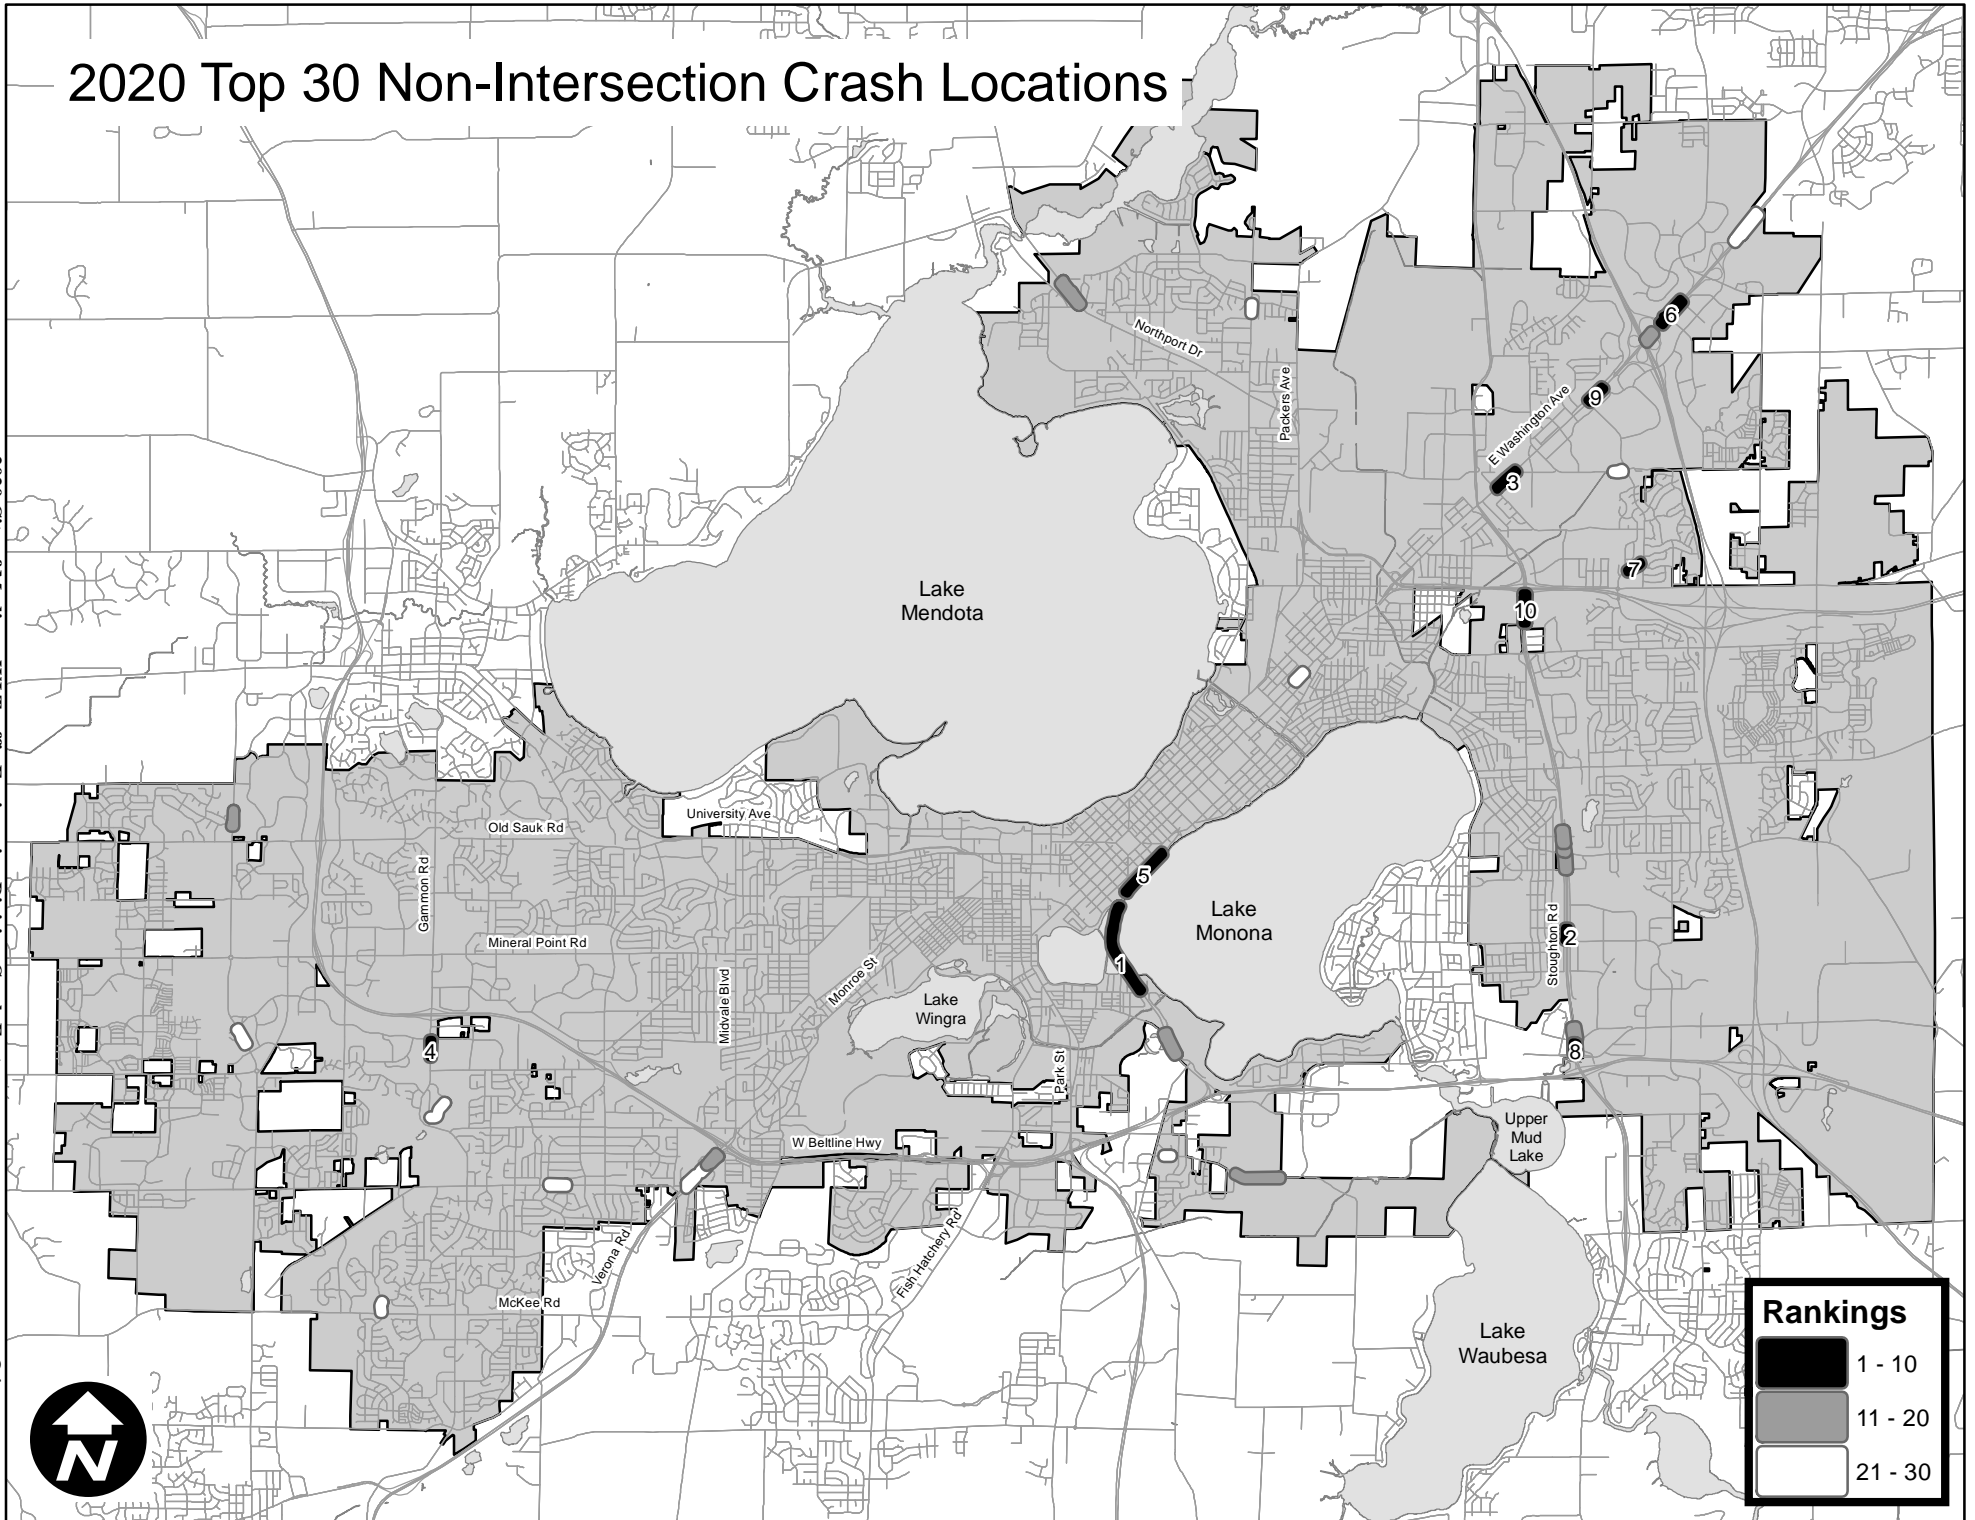 2020 Top 30 Non-Intersection Crash Locations
Northport Dr
Packers Ave
E Washington Ave
6
9
3
7
10
Lake
Mendota
University Ave
Old Sauk Rd
Gammon Rd
Mineral Point Rd
Midvale Blvd
Monroe St
5
1
Lake
Monona
Stoughton Rd
2
Lake
Wingra
4
8
Park St
W Beltline Hwy
Upper
Mud
Lake
Verona Rd
Fish Hatchery Rd
McKee Rd
Lake
Waubesa
Rankings
1 - 10
11 - 20
21 - 30
N